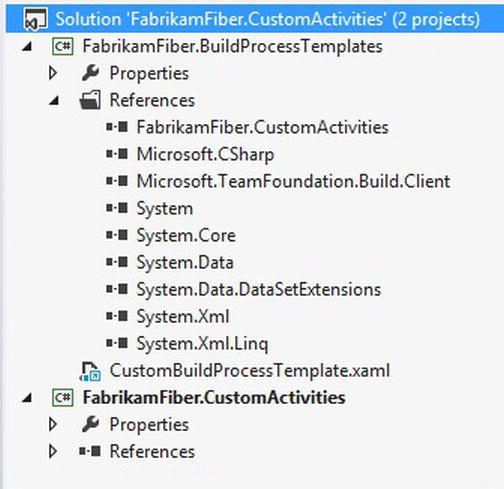 Solution 'FabrikamFiber.CustomActivities' (2 projects)
C# FabrikamFiber.BuildProcessTemplates
Properties
References
FabrikamFiber.CustomActivities
Microsoft.CSharp
Microsoft.TeamFoundation.Build.Client
System
System.Core
System.Data
System.Data.DataSetExtensions
System.Xml
System.Xml.Linq
CustomBuildProcessTemplate.xaml
C# FabrikamFiber.CustomActivities
Properties
References